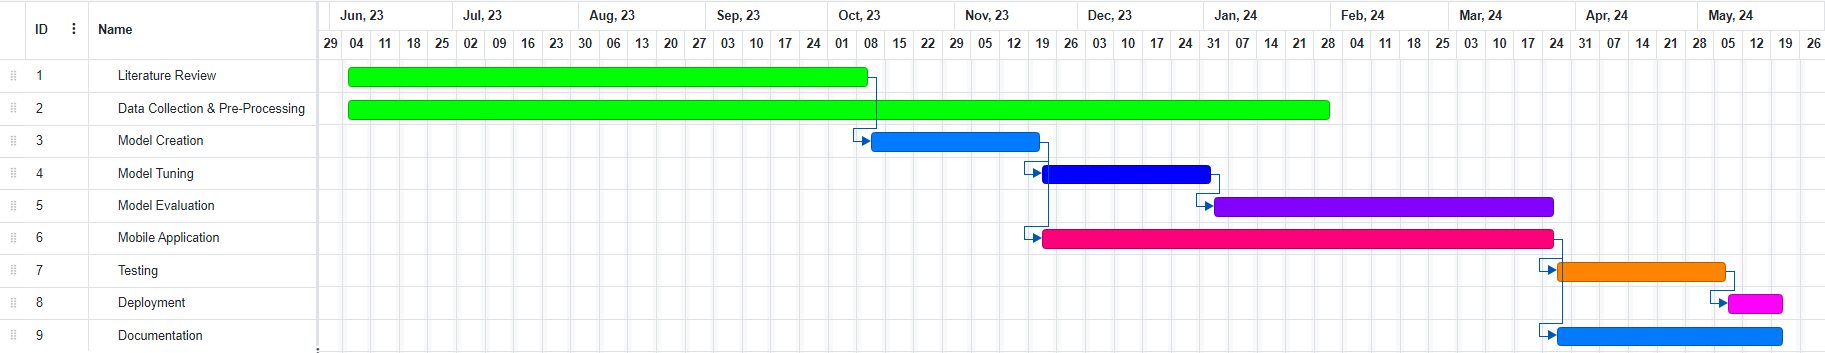 Jun, 23 Jul, 23 Aug, 23 Sep, 23 Oct, 23 Nov, 23 Dec, 23 Jan, 24 Feb, 24 Mar, 24 Apr, 24 May, 24
ID Name
29 04 11 18 25 02 09 16 23 30 06 13 20 27 03 10 17 24 01 08 15 22 29 05 12 19 26 03 10 17 24 31 07 14 21 28 04 11 18 25 03 10 17 24 31 07 14 21 28 05 12 19 26
1 Literature Review
2 Data Collection & Pre-Processing
3 Model Creation
4 Model Tuning
5 Model Evaluation
6 Mobile Application
7 Testing
8 Deployment
9 Documentation